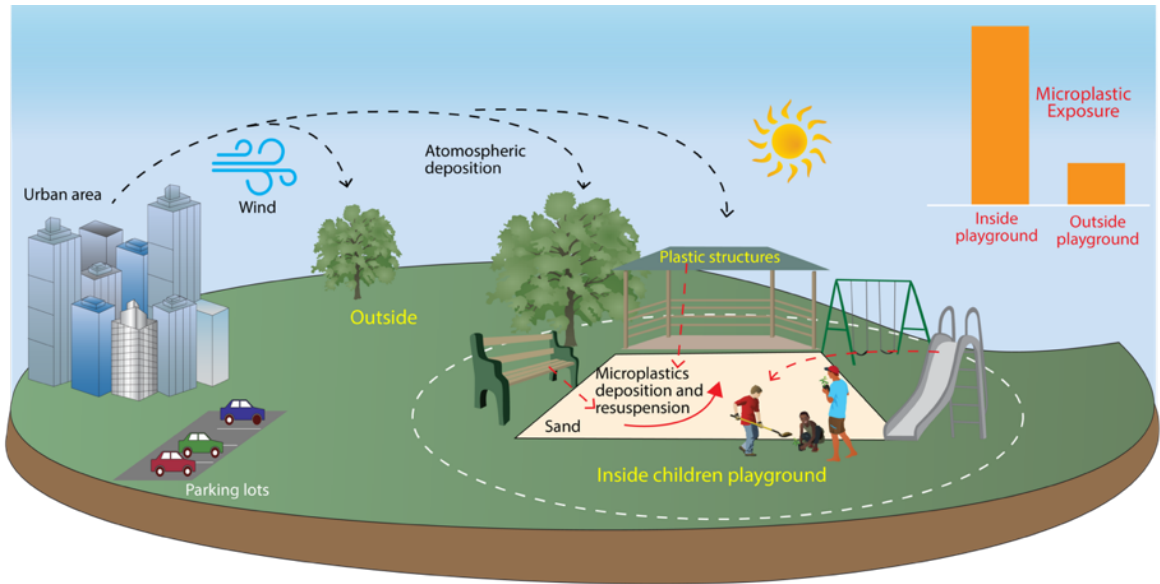 Urban area
Wind
Atomospheric
deposition
Microplastic
Exposure
Inside
playground
Outside
playground
Plastic structures
Outside
Microplastics
deposition and
resuspension
Sand
Inside children playground
Parking lots